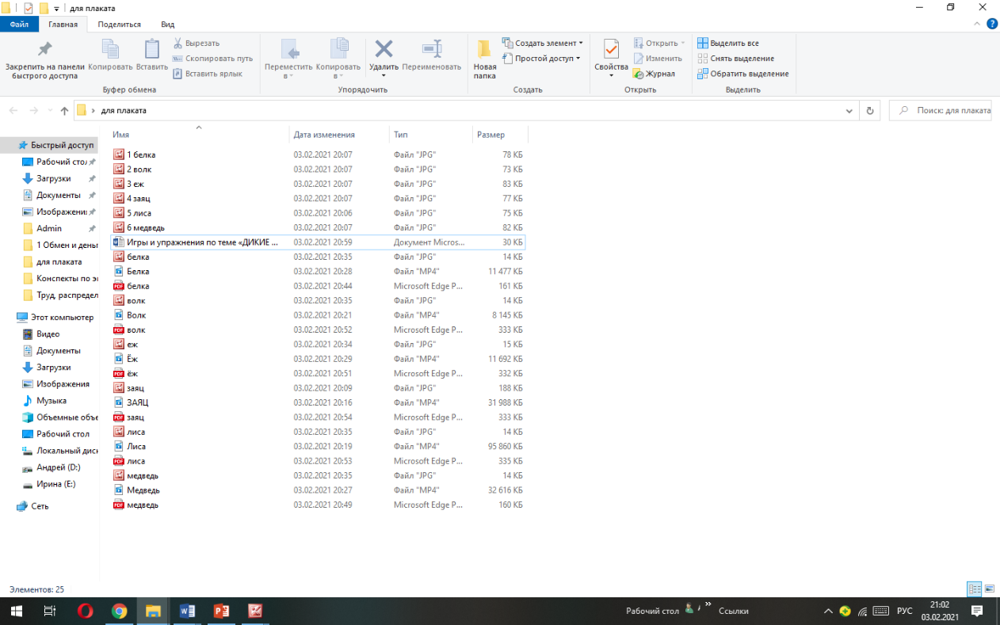 для плаката
Файл Главная Поделиться Вид
Закрепить на панели быстрого доступа
Копировать
Вставить
Вырезать
Скопировать путь
Вставить ярлык
Буфер обмена
Переместить в
Копировать в
Удалить
Переименовать
Упорядочить
Новая папка
Создать элемент
Простой доступ
Создать
Свойства
Открыть
Изменить
Журнал
Открыть
Выделить все
Снять выделение
Обратить выделение
Выделить
для плаката
Поиск: для плаката
Быстрый доступ
Рабочий стол
Загрузки
Документы
Изображения
Admin
1 Обмен и деньг
для плаката
Конспекты по э
Труд, распредел
Этот компьютер
Видео
Документы
Загрузки
Изображения
Музыка
Объемные объе
Рабочий стол
Локальный диск
Андрей (D:)
Ирина (E:)
Сеть
Имя Дата изменения Тип Размер
1 белка 03.02.2021 20:07 Файл "JPG" 78 КБ
2 волк 03.02.2021 20:07 Файл "JPG" 73 КБ
3 еж 03.02.2021 20:07 Файл "JPG" 83 КБ
4 заяц 03.02.2021 20:07 Файл "JPG" 77 КБ
5 лиса 03.02.2021 20:06 Файл "JPG" 75 КБ
6 медведь 03.02.2021 20:07 Файл "JPG" 82 КБ
Игры и упражнения по теме «ДИКИЕ ... 03.02.2021 20:59 Документ Micros... 30 КБ
белка 03.02.2021 20:35 Файл "JPG" 14 КБ
Белка 03.02.2021 20:28 Файл "MP4" 11 477 КБ
белка 03.02.2021 20:44 Microsoft Edge P... 161 КБ
волк 03.02.2021 20:35 Файл "JPG" 14 КБ
Волк 03.02.2021 20:21 Файл "MP4" 8 145 КБ
волк 03.02.2021 20:52 Microsoft Edge P... 333 КБ
еж 03.02.2021 20:34 Файл "JPG" 15 КБ
Ёж 03.02.2021 20:29 Файл "MP4" 11 692 КБ
ёж 03.02.2021 20:51 Microsoft Edge P... 332 КБ
заяц 03.02.2021 20:09 Файл "JPG" 188 КБ
ЗАЯЦ 03.02.2021 20:16 Файл "MP4" 31 988 КБ
заяц 03.02.2021 20:54 Microsoft Edge P... 333 КБ
лиса 03.02.2021 20:35 Файл "JPG" 14 КБ
Лиса 03.02.2021 20:19 Файл "MP4" 95 860 КБ
лиса 03.02.2021 20:53 Microsoft Edge P... 335 КБ
медведь 03.02.2021 20:35 Файл "JPG" 14 КБ
Медведь 03.02.2021 20:27 Файл "MP4" 32 616 КБ
медведь 03.02.2021 20:49 Microsoft Edge P... 160 КБ
Элементов: 25
Рабочий стол Ссылки РУС 21:02
03.02.2021